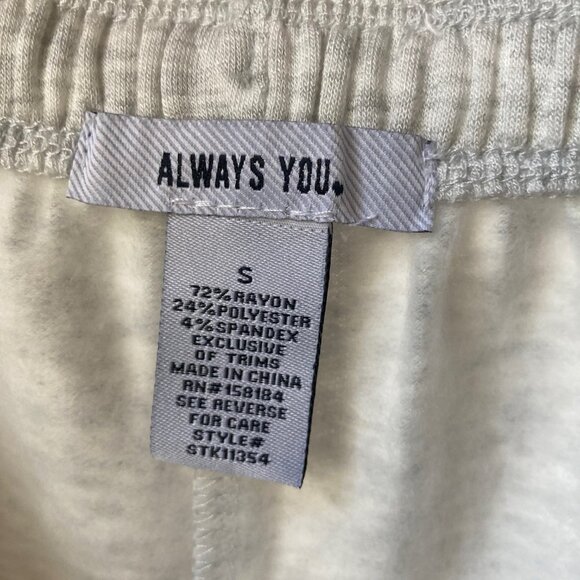 ALWAYS YOU.
S
72%RAYON
24%POLYESTER
4%SPANDEX
EXCLUSIVE
OF TRIMS
MADE IN CHINA
RN#158184
SEE REVERSE
FOR CARE
STYLE#
STK11354